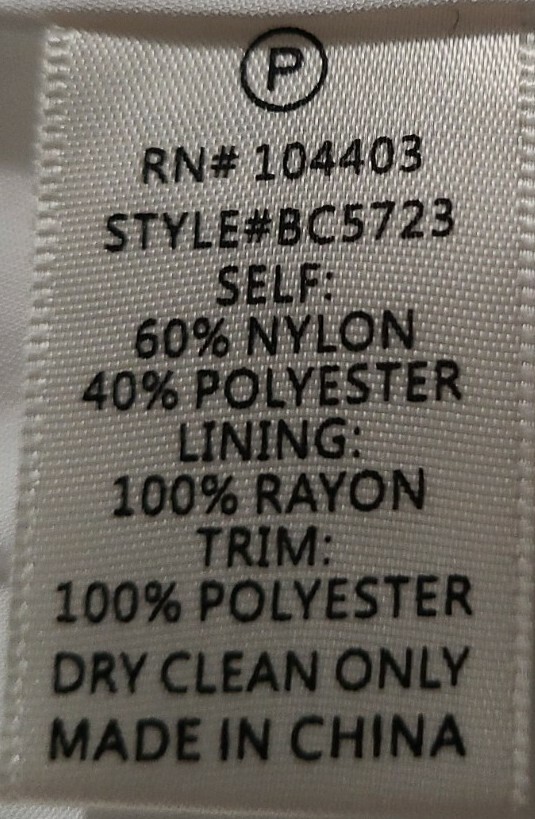 P
RN# 104403
STYLE#BC5723
SELF:
60% NYLON
40% POLYESTER
LINING:
100% RAYON
TRIM:
100% POLYESTER
DRY CLEAN ONLY
MADE IN CHINA